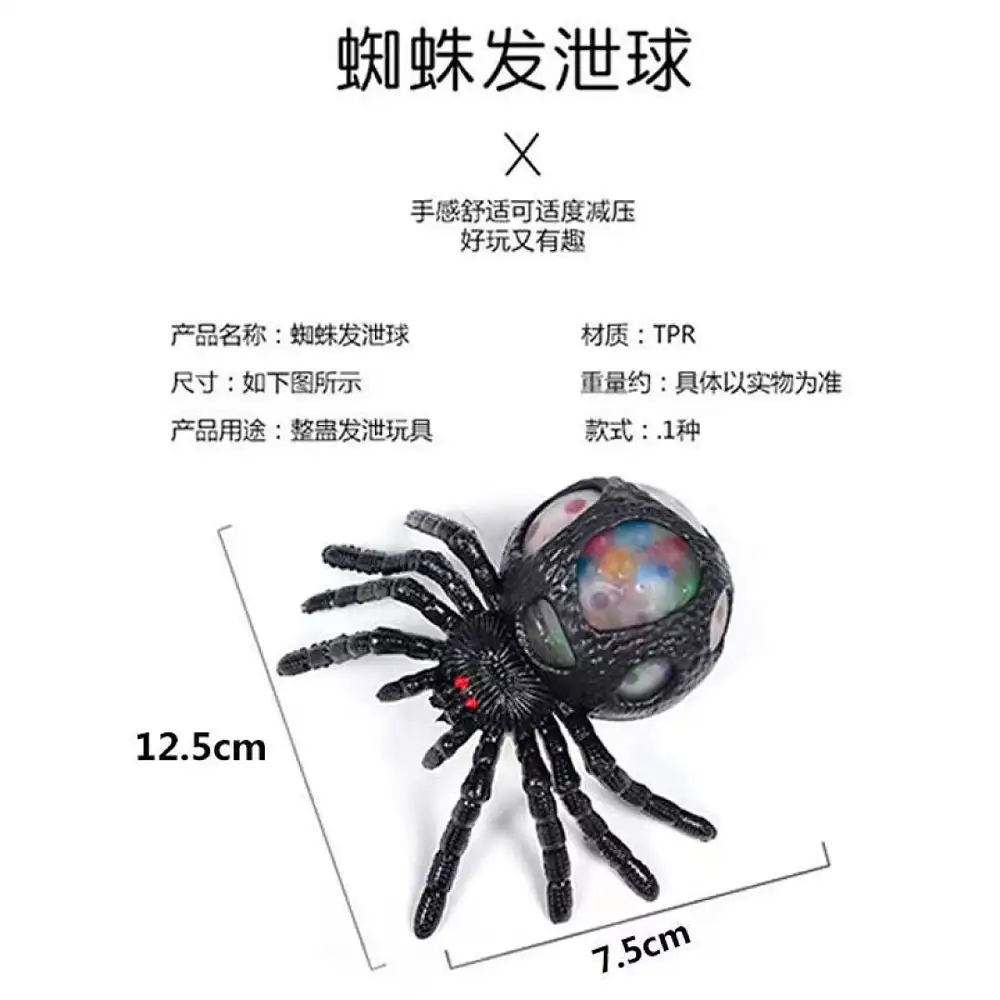 蜘蛛发泄球
X
手感舒适可适度减压
好玩又有趣
产品名称：蜘蛛发泄球
材质：TPR
尺寸：如下图所示
重量约：具体以实物为准
产品用途：整蛊发泄玩具
款式：.1种
12.5cm
7.5cm